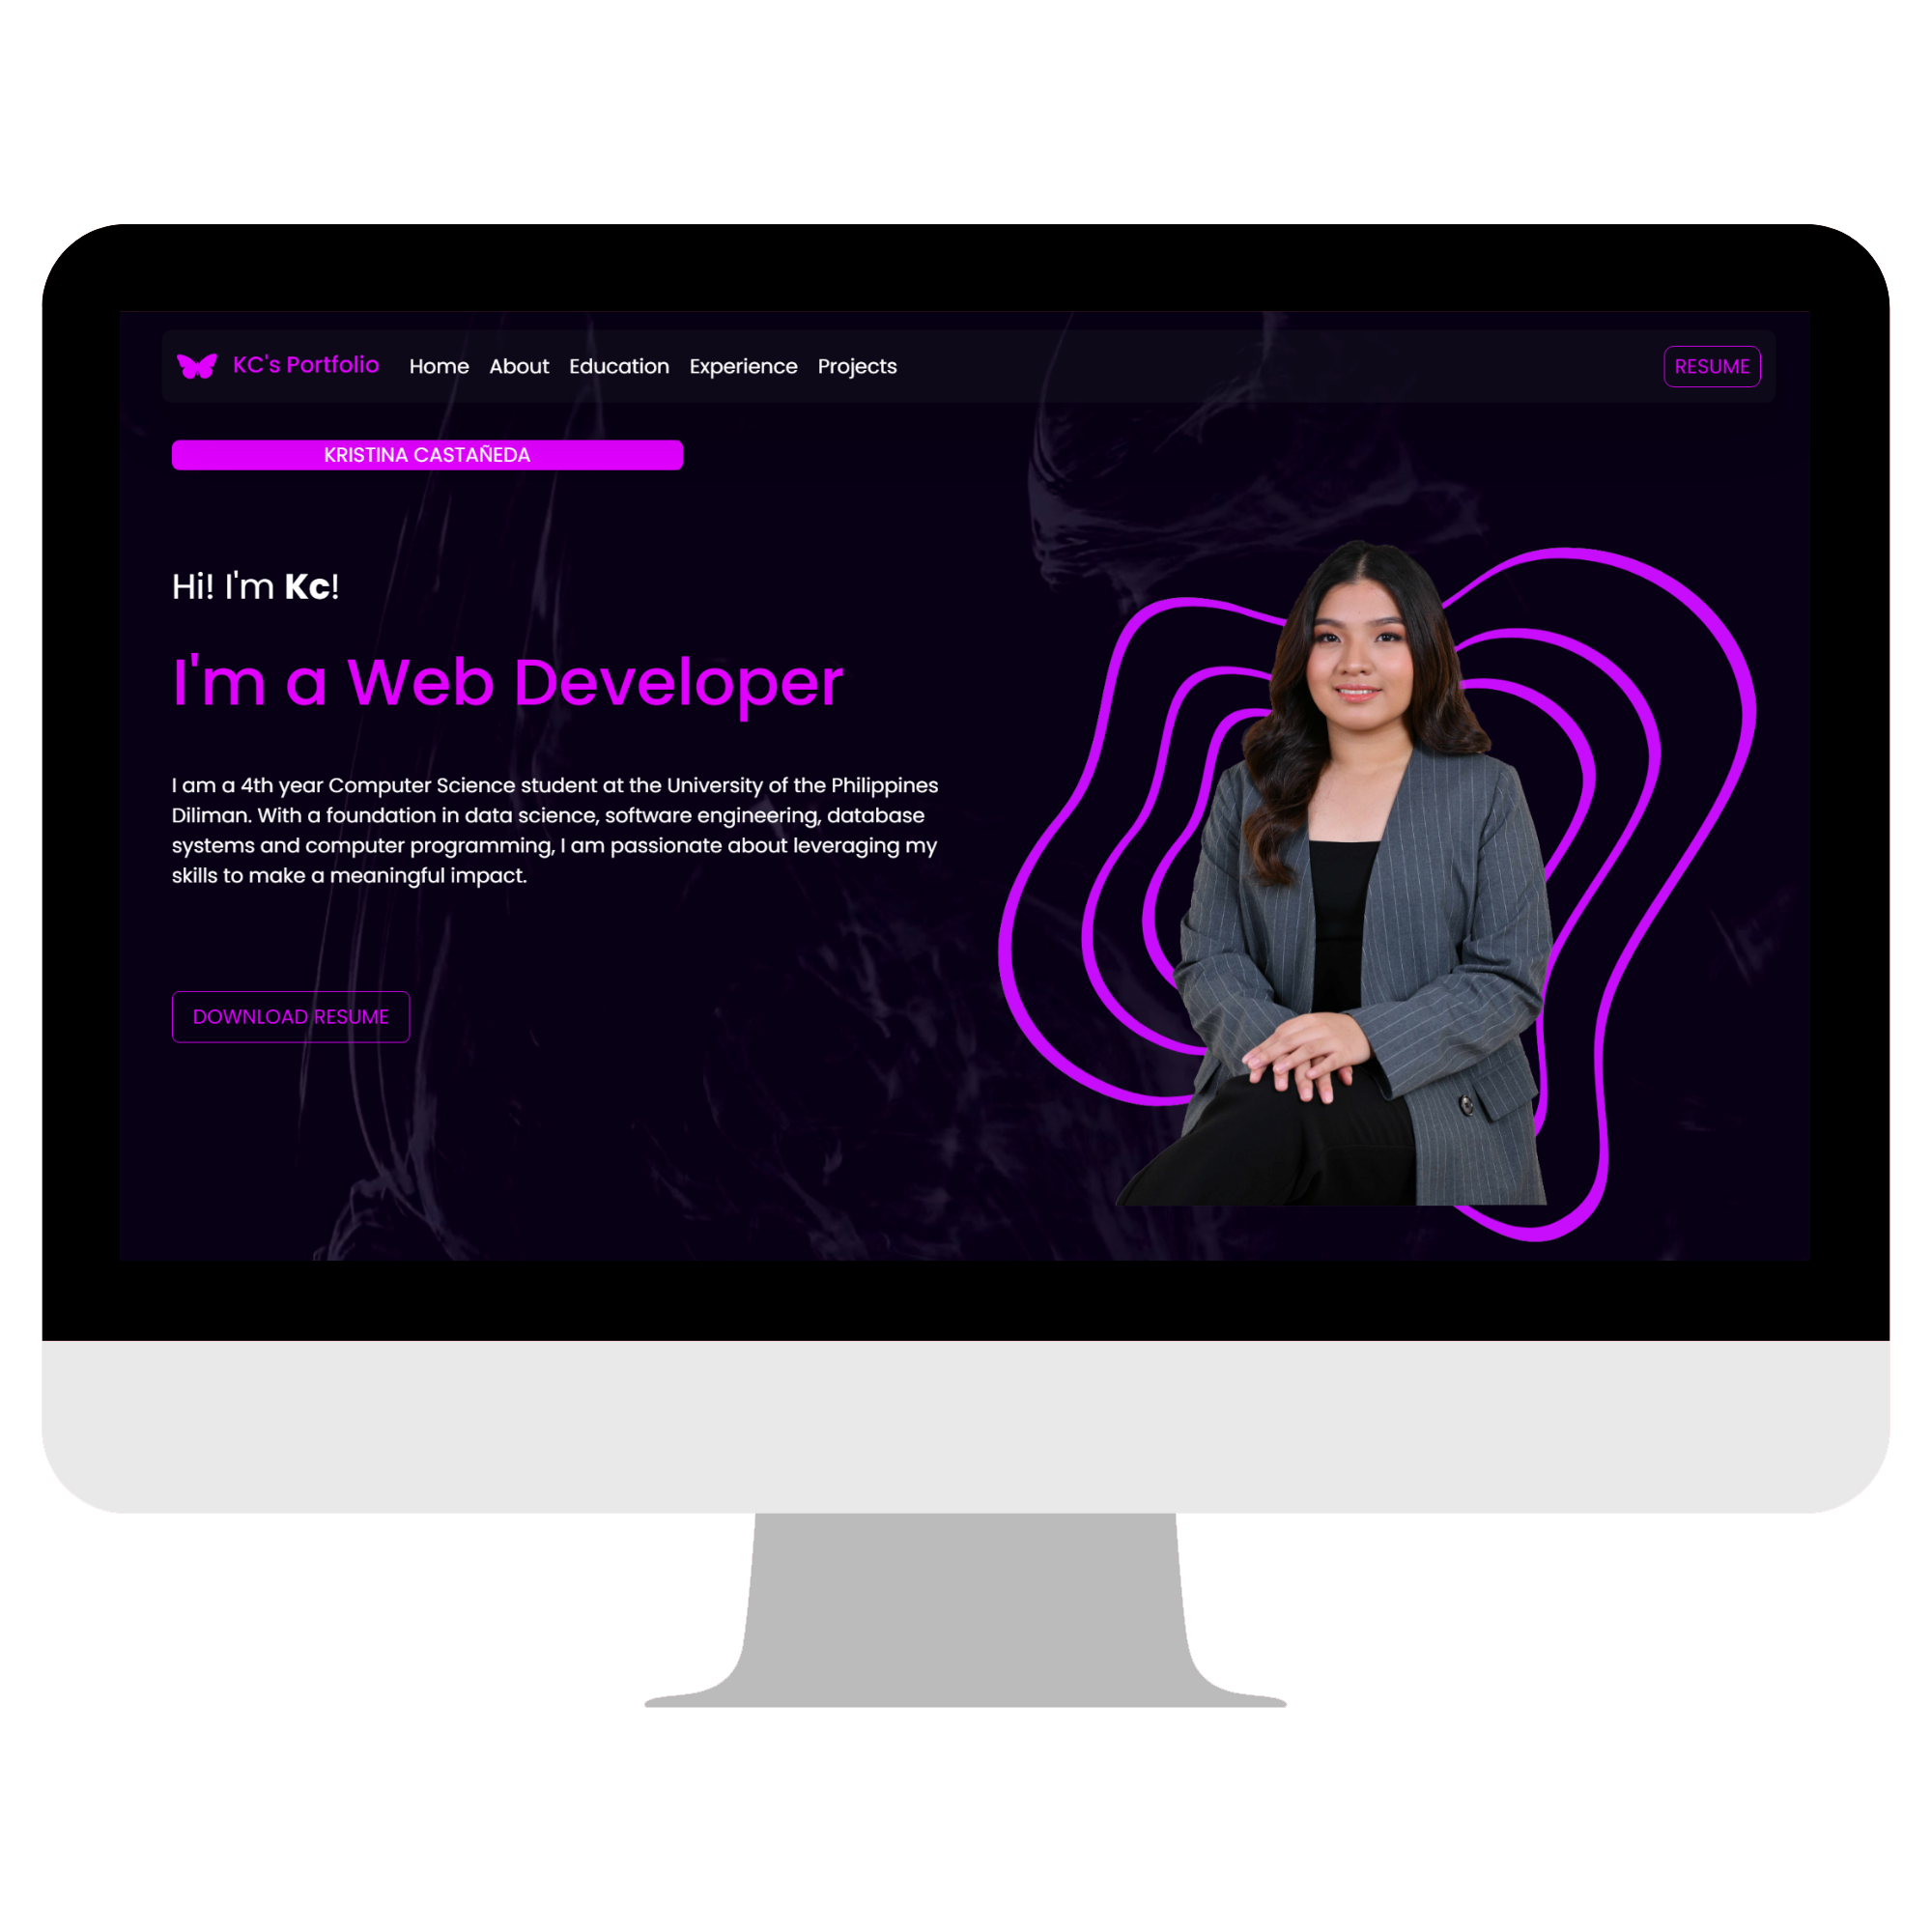 KC's Portfolio Home About Education Experience Projects RESUME
KRISTINA CASTAÑEDA
Hi! I'm Kc!
I'm a Web Developer
I am a 4th year Computer Science student at the University of the Philippines
Diliman. With a foundation in data science, software engineering, database
systems and computer programming, I am passionate about leveraging my
skills to make a meaningful impact.
DOWNLOAD RESUME